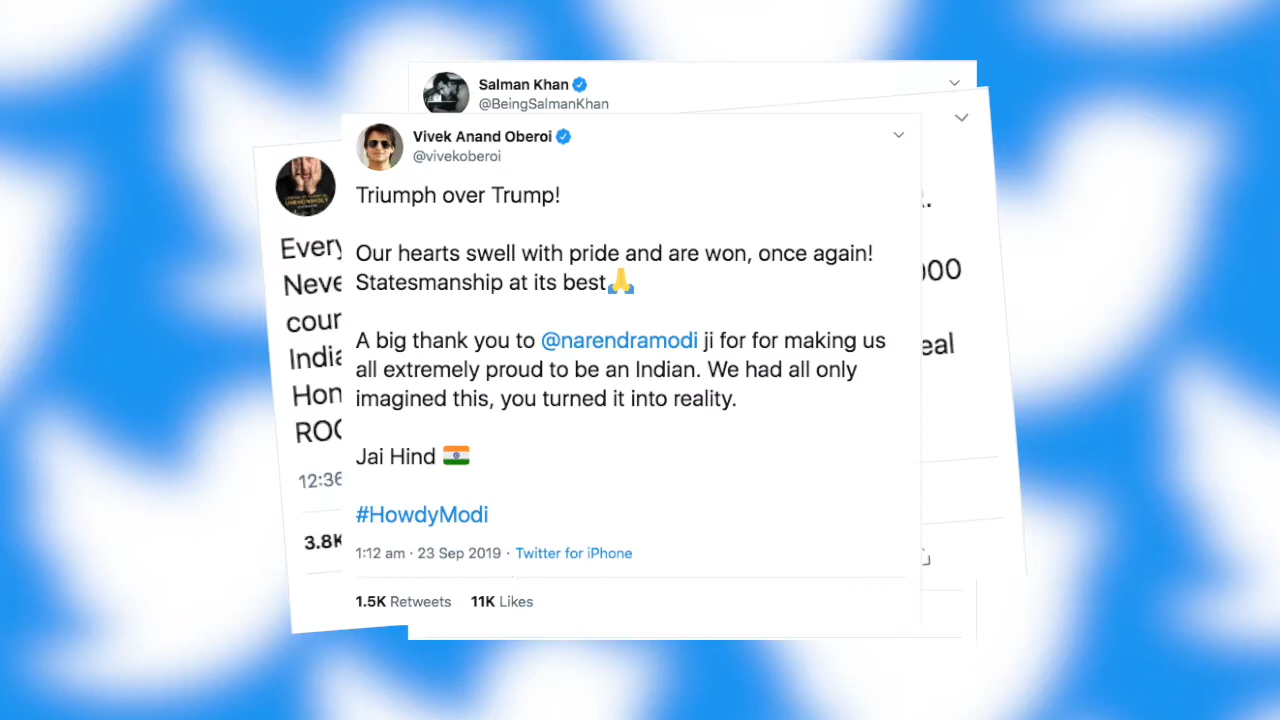 Salman Khan
@BeingSalmanKhan
Vivek Anand Oberoi
@vivekoberoi
Triumph over Trump!
Our hearts swell with pride and are won, once again!
Statesmanship at its best🙏
A big thank you to @narendramodi ji for for making us
all extremely proud to be an Indian. We had all only
imagined this, you turned it into reality.
Jai Hind 🇮🇳
#HowdyModi
1:12 am · 23 Sep 2019 · Twitter for iPhone
1.5K Retweets 11K Likes
Every
Neve
cour
India
Hon
ROO
12:36
3.8K
000
eal